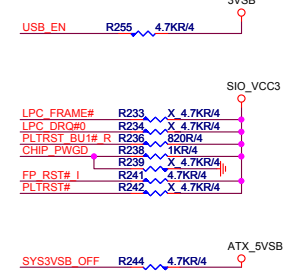 3VSB
USB_EN R255 4.7KR/4
SIO_VCC3
LPC_FRAME# R233 X_4.7KR/4
LPC_DRQ#0 R234 X_4.7KR/4
PLTRST_BU1#_R R236 820R/4
CHIP_PWGD R238 1KR/4
R239 X_4.7KR/4
FP_RST#_I R241 X_4.7KR/4
PLTRST# R242 X_4.7KR/4
ATX_5VSB
SYS3VSB_OFF R244 4.7KR/4